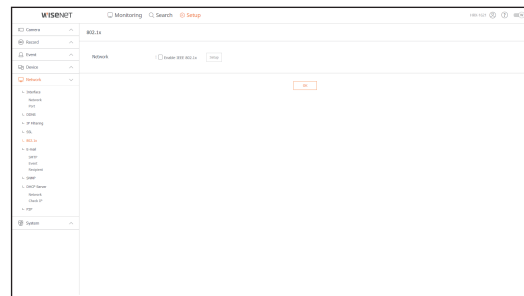 WISENET
Monitoring
Search
Setup
Camera
802.1x
Record
Event
Network
Enable IEEE 802.1x
Device
Network
Interface
Network
Port
OK
DDNS
IP Filtering
SSL
802.1x
E-mail
SMTP
Event
Recipient
SNMP
DHCP Server
Network
Check IP
P2P
System